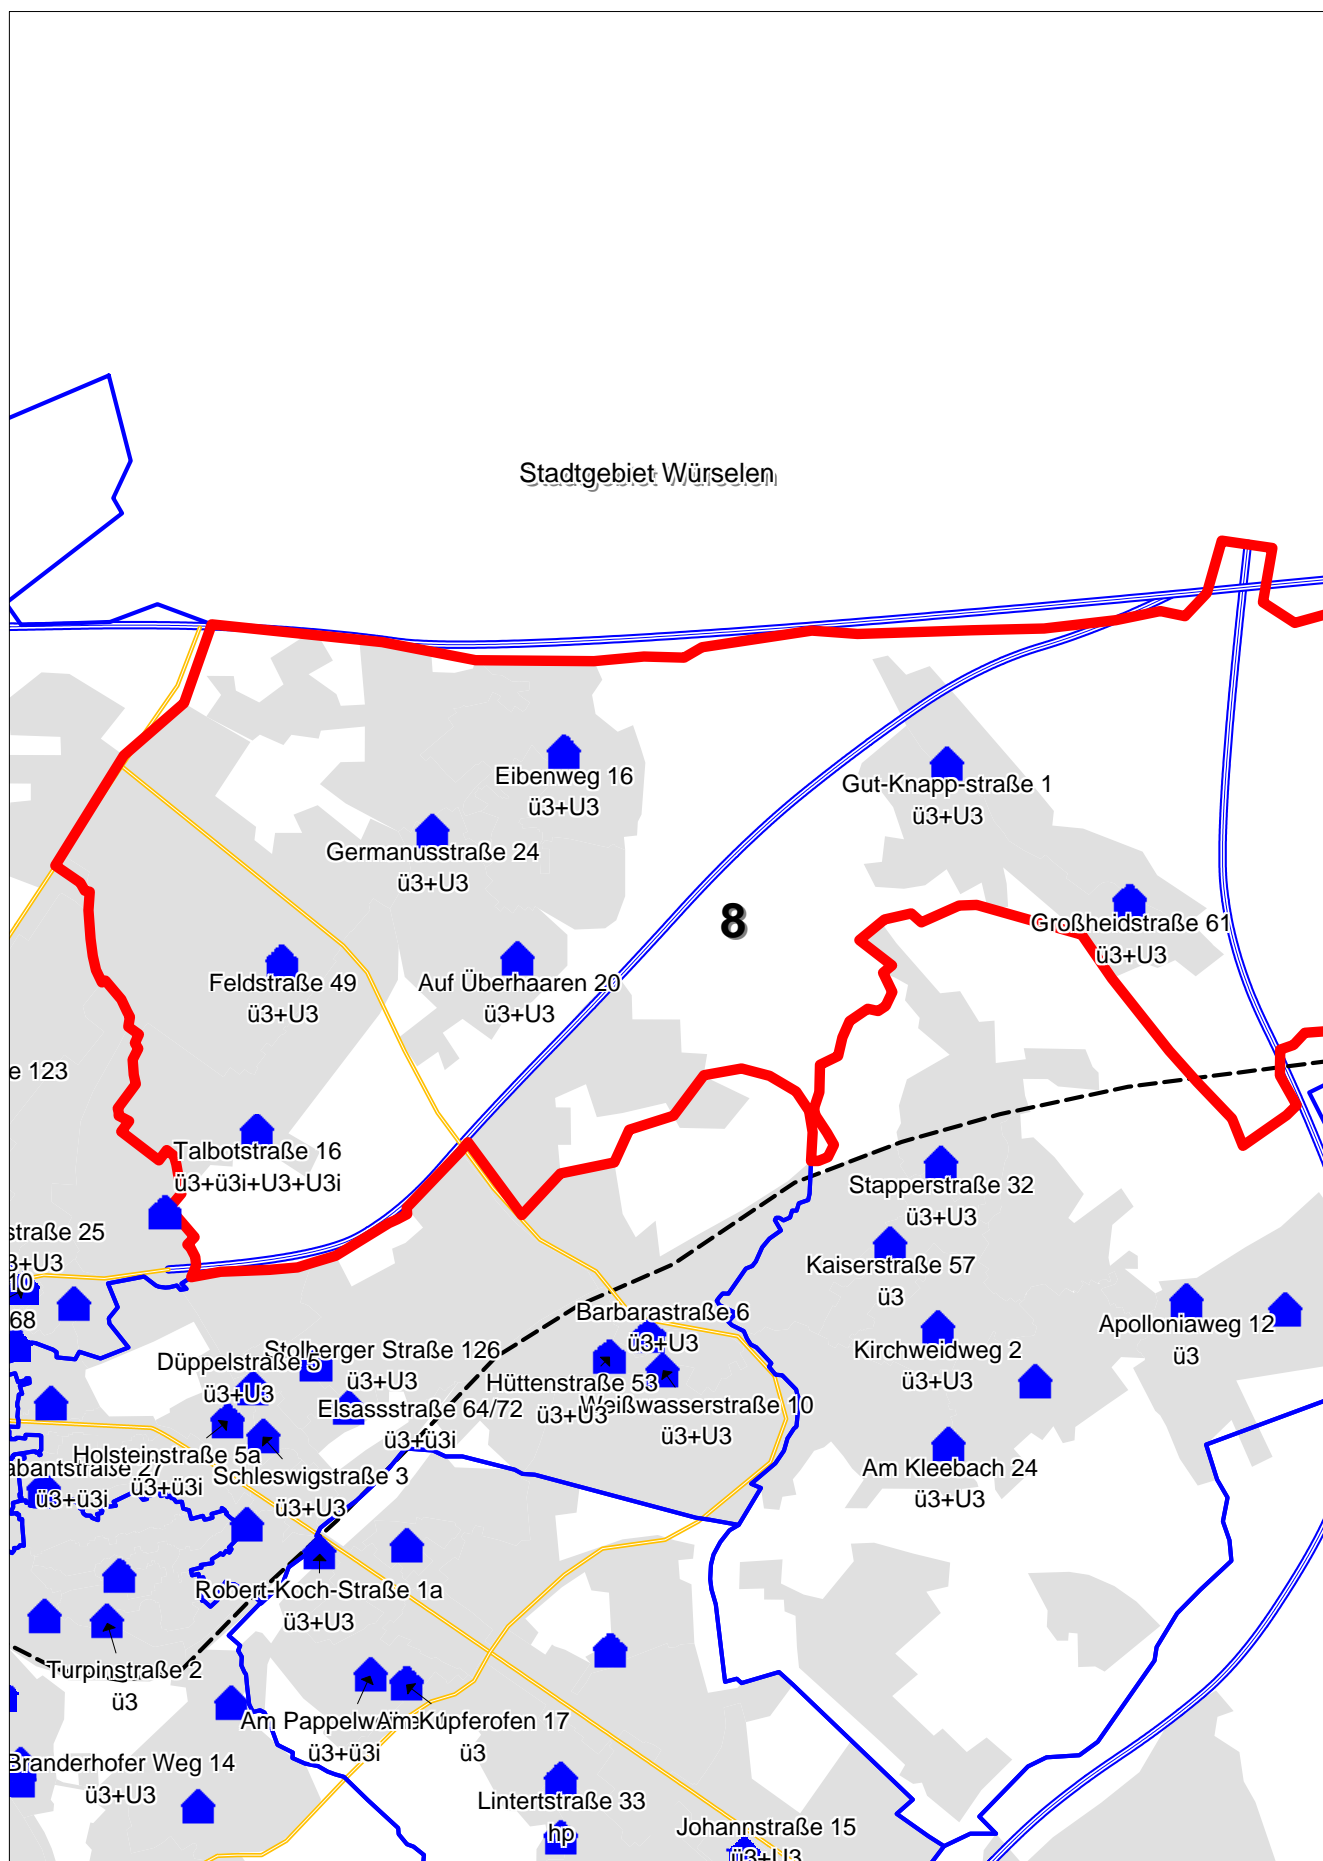 Stadtgebiet Würselen
Eibenweg 16
ü3+U3
Gut-Knapp-straße 1
ü3+U3
Germanusstraße 24
ü3+U3
8
Großheidstraße 61
ü3+U3
Feldstraße 49
ü3+U3
Auf Überhaaren 20
ü3+U3
e 123
Talbotstraße 16
ü3+ü3i+U3+U3i
Stapperstraße 32
ü3+U3
straße 25
3+U3
10
68
Kaiserstraße 57
ü3
Barbarastraße 6
ü3+U3
Apolloniaweg 12
ü3
Kirchweidweg 2
ü3+U3
Stolberger Straße 126
ü3+U3
Düppelstraße 5
ü3+U3
Hüttenstraße 53
ü3+U3
Elsassstraße 64/72
ü3+ü3i
Weißwasserstraße 10
ü3+U3
Holsteinstraße 5a
ü3+ü3i
abantstraße 27
ü3+ü3i
Schleswigstraße 3
ü3+U3
Am Kleebach 24
ü3+U3
Robert-Koch-Straße 1a
ü3+U3
Turpinstraße 2
ü3
Am Pappelw
ü3+ü3i
Am Kupferofen 17
ü3
Branderhofer Weg 14
ü3+U3
Lintertstraße 33
hp
Johannstraße 15
ü3+U3